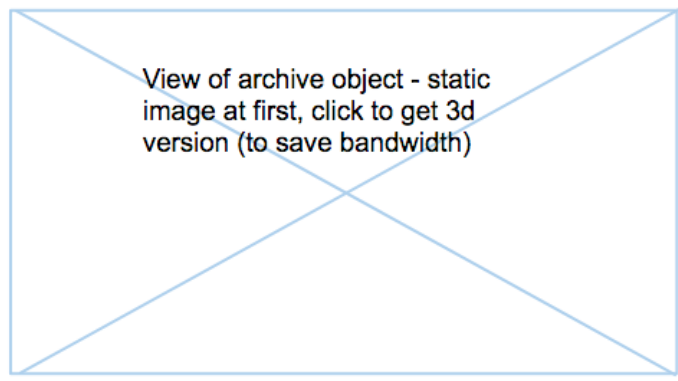 View of archive object - static
image at first, click to get 3d
version (to save bandwidth)